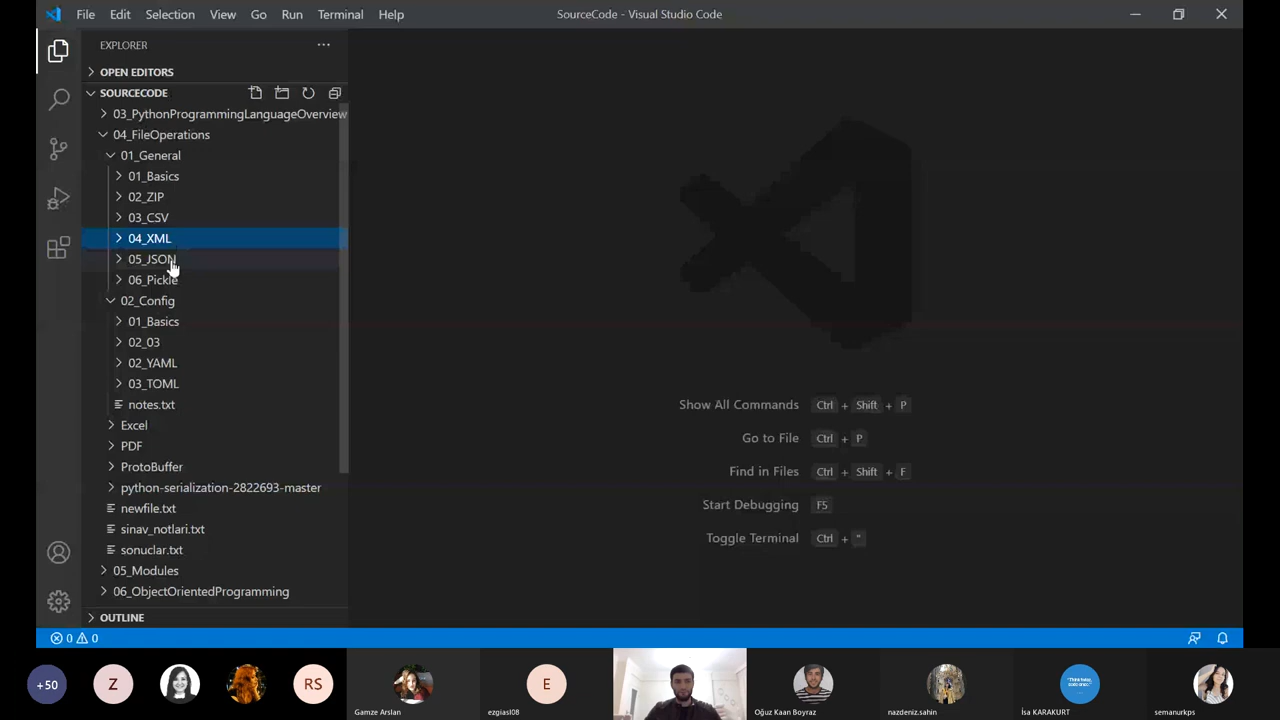 File Edit Selection View Go Run Terminal Help
SourceCode - Visual Studio Code
EXPLORER
OPEN EDITORS
SOURCECODE
03_PythonProgrammingLanguageOverview
04_FileOperations
01_General
01_Basics
02_ZIP
03_CSV
04_XML
05_JSON
06_Pickle
02_Config
01_Basics
02_03
02_YAML
03_TOML
notes.txt
Excel
PDF
ProtoBuffer
python-serialization-2822693-master
newfile.txt
sinav_notlari.txt
sonuclar.txt
05_Modules
06_ObjectOrientedProgramming
OUTLINE
Show All Commands Ctrl + Shift + P
Go to File Ctrl + P
Find in Files Ctrl + Shift + F
Start Debugging F5
Toggle Terminal Ctrl + "
0 0
+50
Z
RS
Gamze Arslan
E
ezgias108
Oğuz Kaan Boyraz
nazdeniz.sahin
İsa KARAKURT
semanurkps